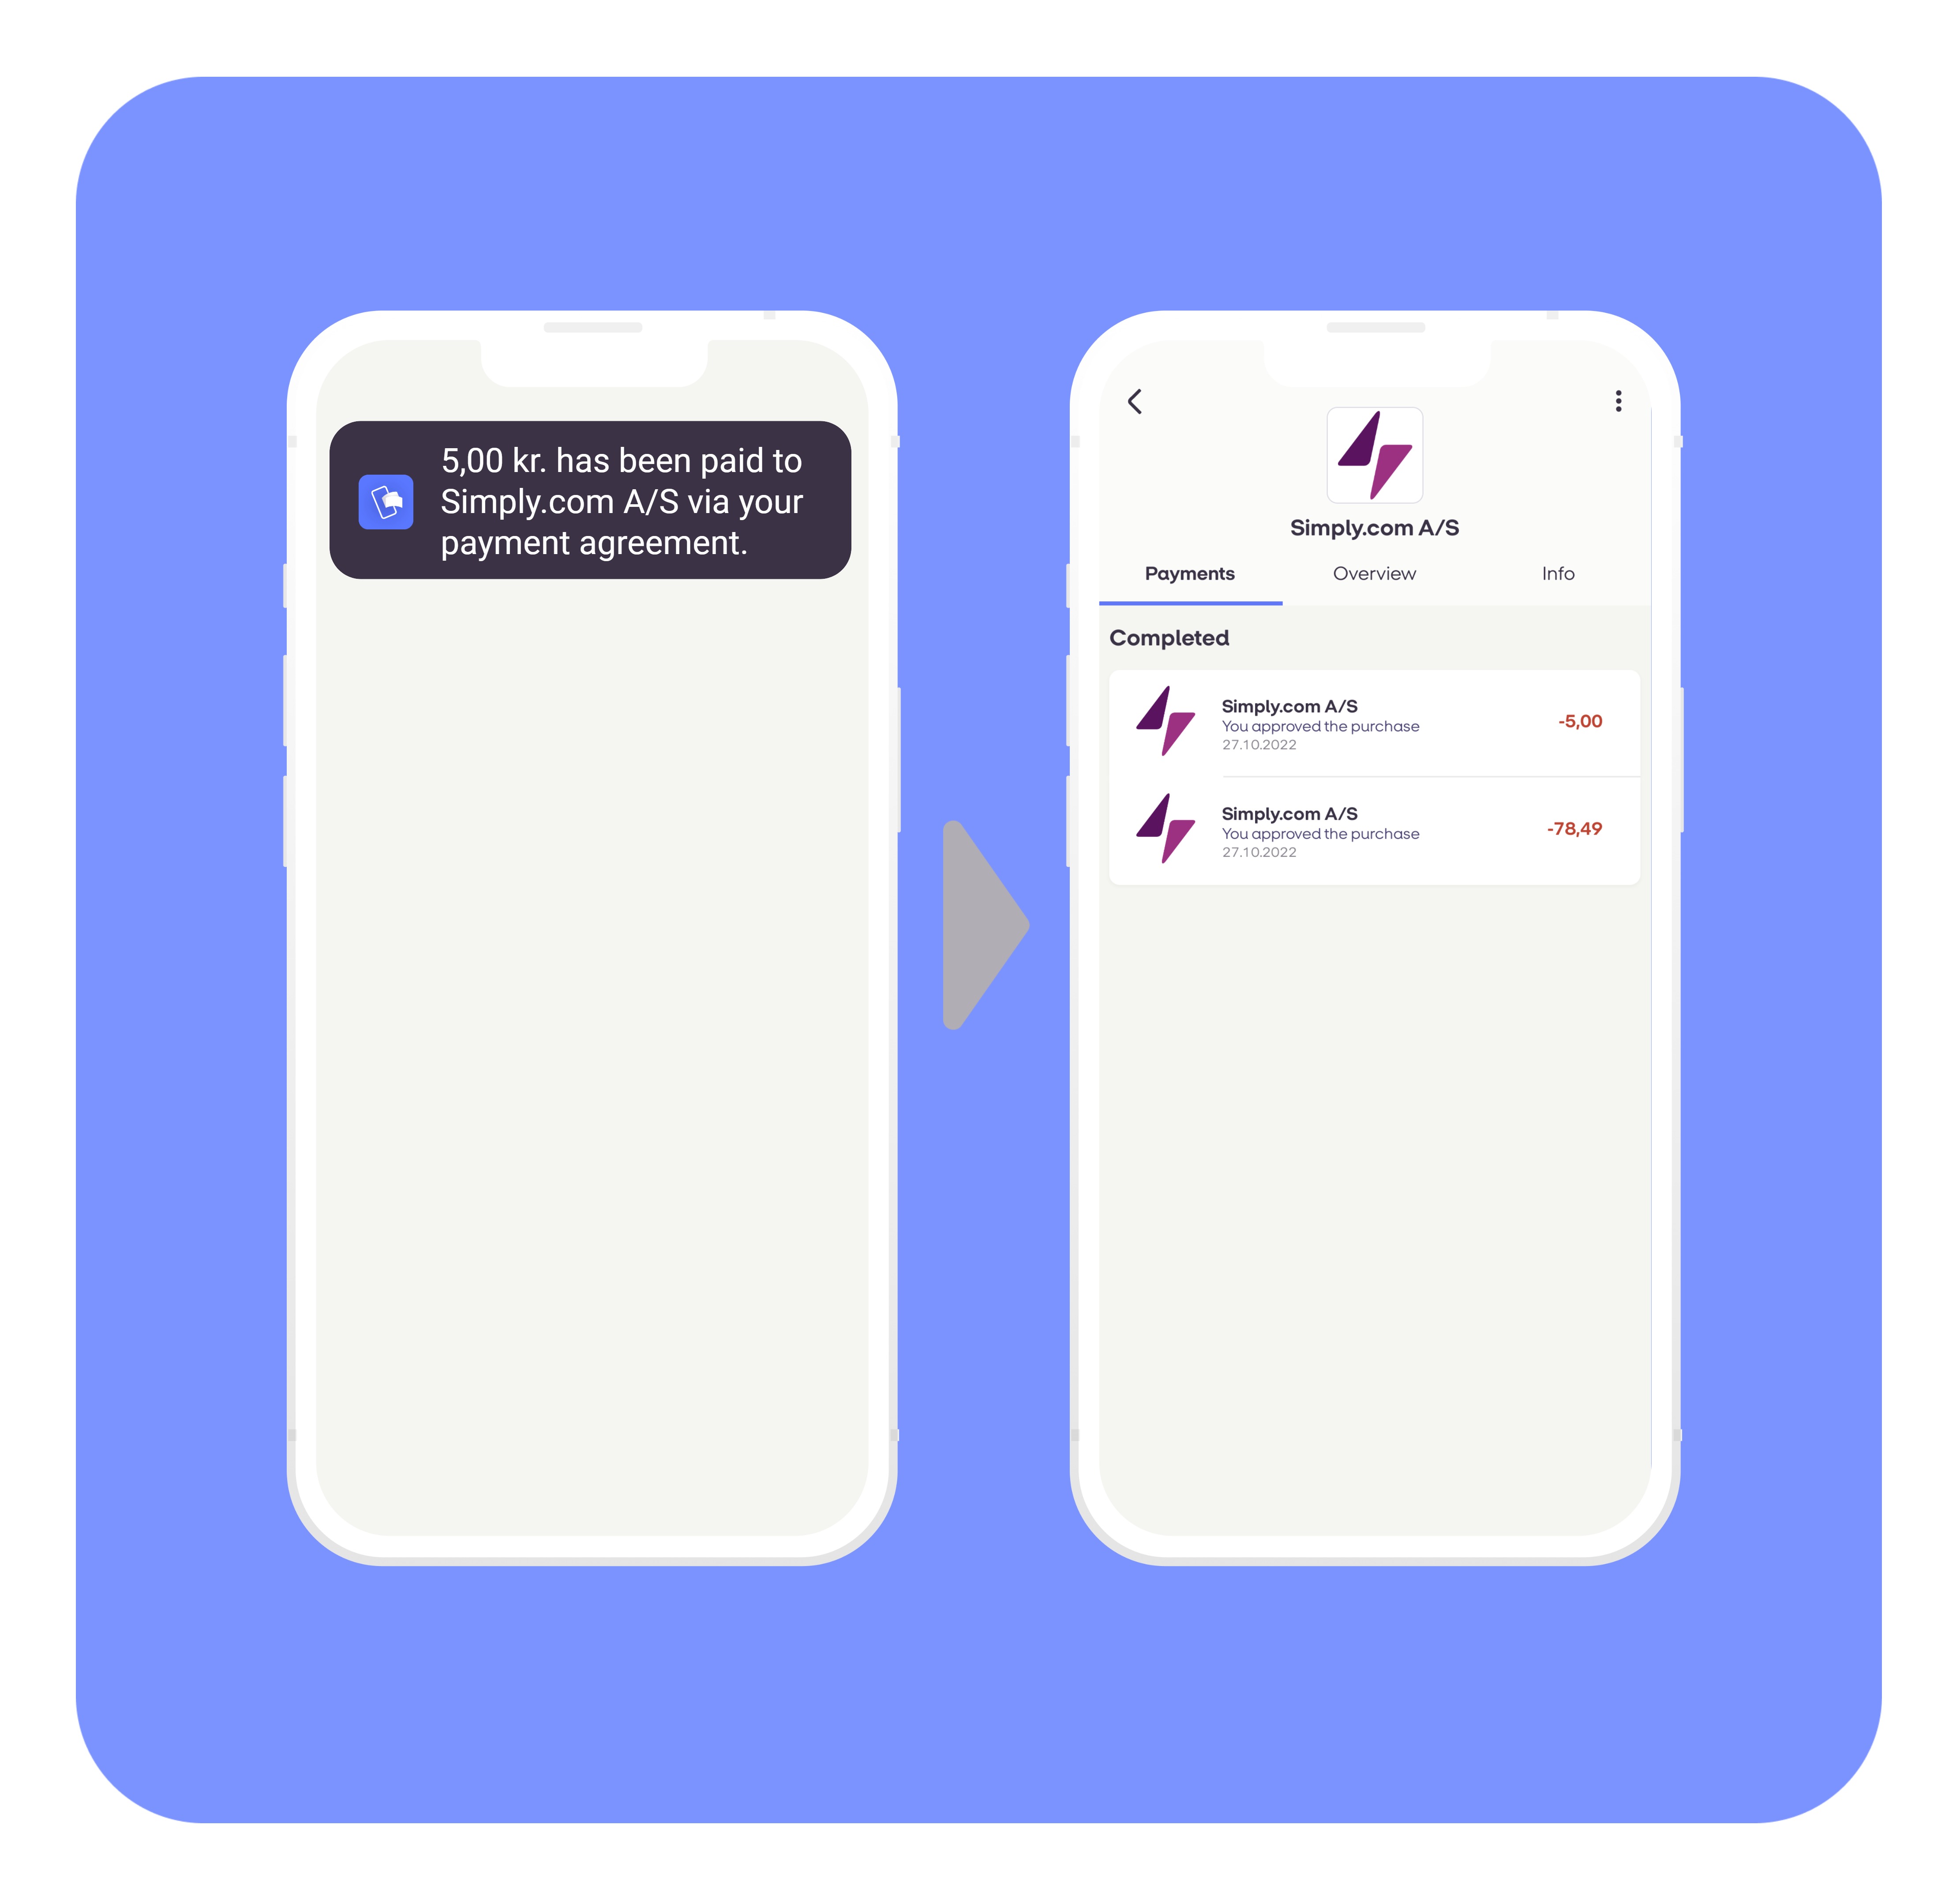 5,00 kr. has been paid to
Simply.com A/S via your
payment agreement.
Simply.com A/S
Payments Overview Info
Completed
Simply.com A/S
You approved the purchase
27.10.2022
-5,00
Simply.com A/S
You approved the purchase
27.10.2022
-78,49